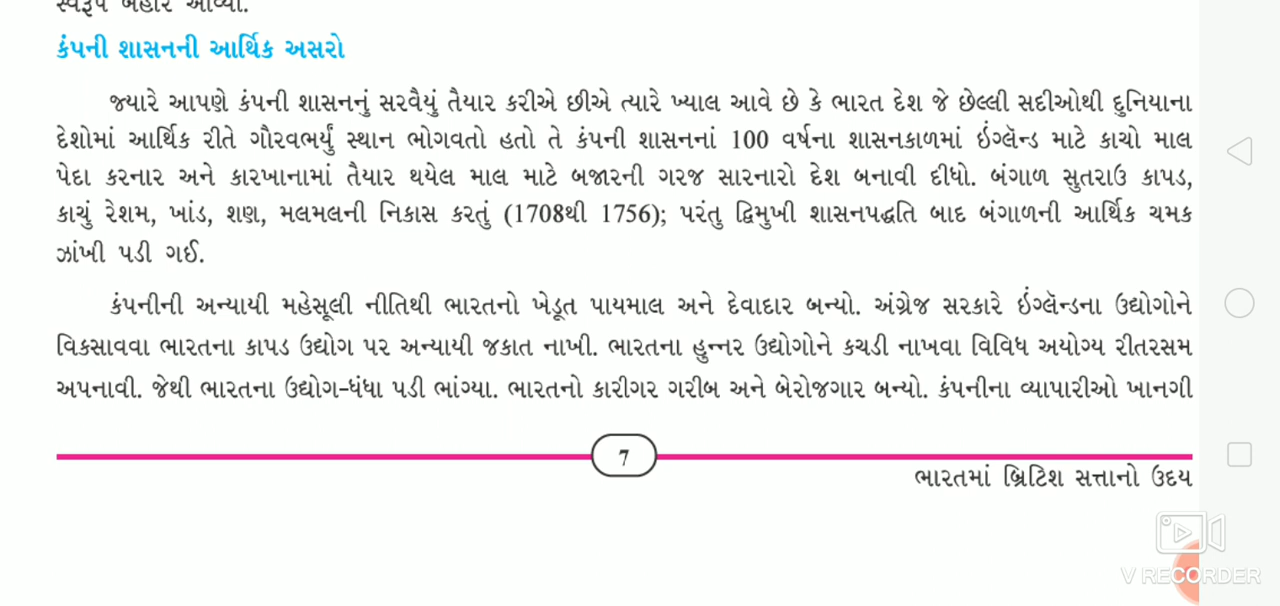 સ્વરૂપ બહાર આવ્યા.
કંપની શાસનની આર્થિક અસરો
જ્યારે આપણે કંપની શાસનનું સરવૈયું તૈયાર કરીએ છીએ ત્યારે ખ્યાલ આવે છે કે ભારત દેશ જે છેલ્લી સદીઓથી દુનિયાના
દેશોમાં આર્થિક રીતે ગૌરવભર્યું સ્થાન ભોગવતો હતો તે કંપની શાસનનાં 100 વર્ષના શાસનકાળમાં ઇંગ્લૅન્ડ માટે કાચો માલ
પેદા કરનાર અને કારખાનામાં તૈયાર થયેલ માલ માટે બજારની ગરજ સારનારો દેશ બનાવી દીધો. બંગાળ સુતરાઉ કાપડ,
કાચું રેશમ, ખાંડ, શણ, મલમલની નિકાસ કરતું (1708થી 1756); પરંતુ દ્વિમુખી શાસનપદ્ધતિ બાદ બંગાળની આર્થિક ચમક
ઝાંખી પડી ગઈ.
કંપનીની અન્યાયી મહેસૂલી નીતિથી ભારતનો ખેડૂત પાયમાલ અને દેવાદાર બન્યો. અંગ્રેજ સરકારે ઇંગ્લૅન્ડના ઉદ્યોગોને
વિકસાવવા ભારતના કાપડ ઉદ્યોગ પર અન્યાયી જકાત નાખી. ભારતના હુન્નર ઉદ્યોગોને કચડી નાખવા વિવિધ અયોગ્ય રીતરસમ
અપનાવી. જેથી ભારતના ઉદ્યોગ-ધંધા પડી ભાંગ્યા. ભારતનો કારીગર ગરીબ અને બેરોજગાર બન્યો. કંપનીના વ્યાપારીઓ ખાનગી
7
ભારતમાં બ્રિટિશ સત્તાનો ઉદય
V RECORDER